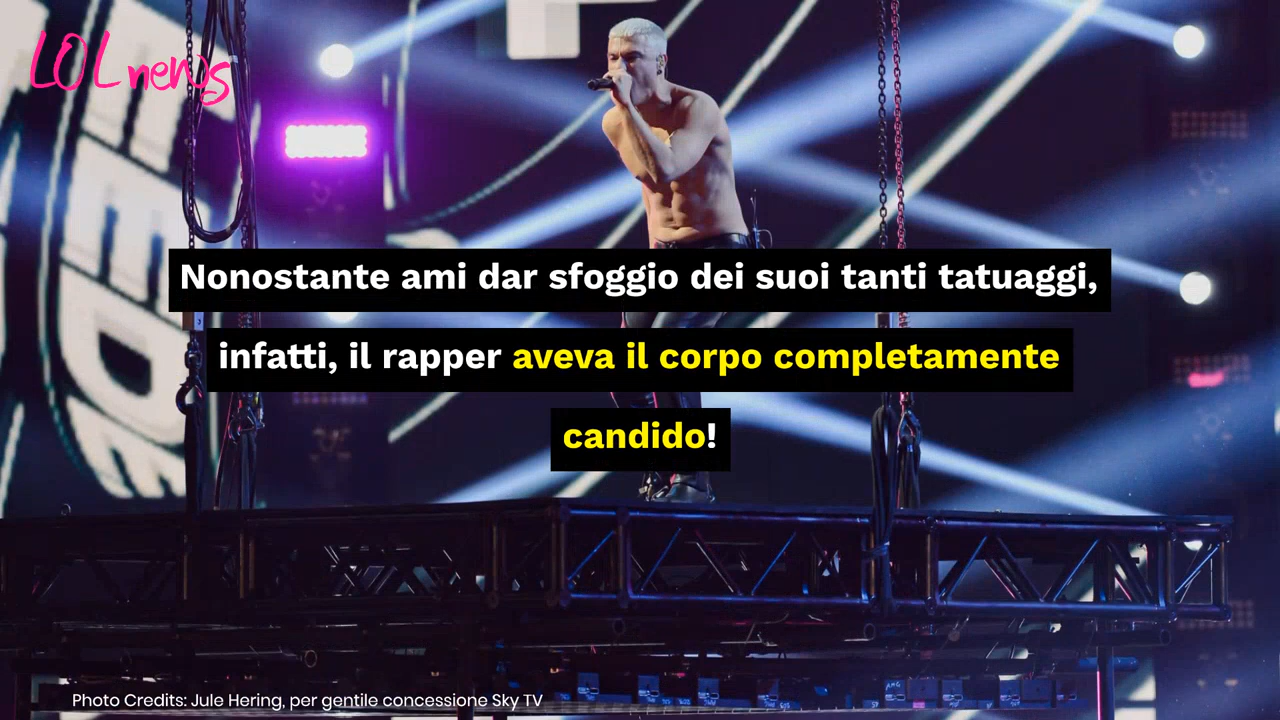 LOL news
Nonostante ami dar sfoggio dei suoi tanti tatuaggi,
infatti, il rapper aveva il corpo completamente
candido!
Photo Credits: Jule Hering, per gentile concessione Sky TV